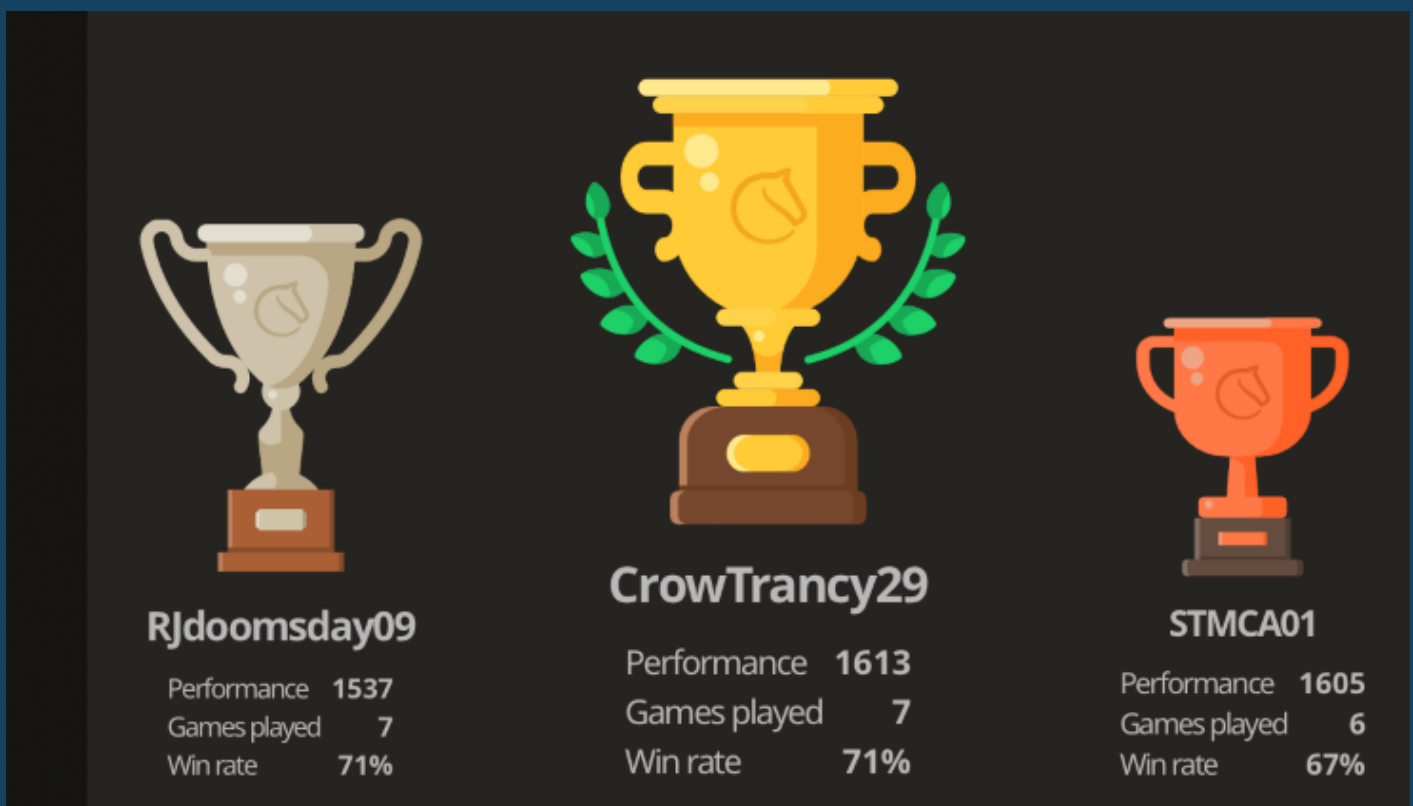 RJdoomsday09
Performance 1537
Games played 7
Win rate 71%
CrowTrancy29
Performance 1613
Games played 7
Win rate 71%
STMCA01
Performance 1605
Games played 6
Win rate 67%